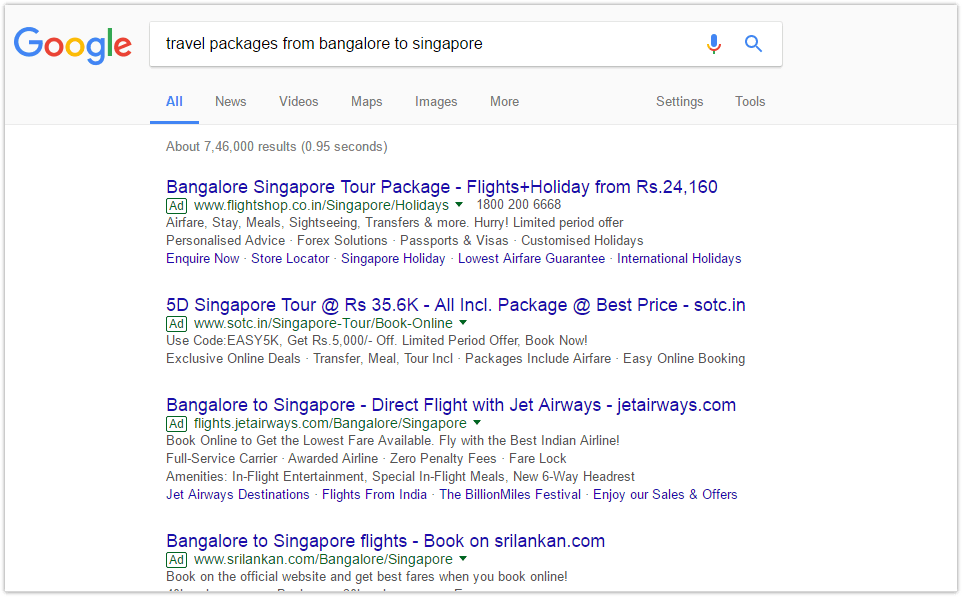 Google
travel packages from bangalore to singapore
All News Videos Maps Images More Settings Tools
About 7,46,000 results (0.95 seconds)
Bangalore Singapore Tour Package - Flights+Holiday from Rs.24,160
Ad www.flightshop.co.in/Singapore/Holidays 1800 200 6668
Airfare, Stay, Meals, Sightseeing, Transfers & more. Hurry! Limited period offer
Personalised Advice · Forex Solutions · Passports & Visas · Customised Holidays
Enquire Now · Store Locator · Singapore Holiday · Lowest Airfare Guarantee · International Holidays
5D Singapore Tour @ Rs 35.6K - All Incl. Package @ Best Price - sotc.in
Ad www.sotc.in/Singapore-Tour/Book-Online
Use Code:EASY5K, Get Rs.5,000/- Off. Limited Period Offer, Book Now!
Exclusive Online Deals · Transfer, Meal, Tour Incl · Packages Include Airfare · Easy Online Booking
Bangalore to Singapore - Direct Flight with Jet Airways - jetairways.com
Ad flights.jetairways.com/Bangalore/Singapore
Book Online to Get the Lowest Fare Available. Fly with the Best Indian Airline!
Full-Service Carrier · Awarded Airline · Zero Penalty Fees · Fare Lock
Amenities: In-Flight Entertainment, Special In-Flight Meals, New 6-Way Headrest
Jet Airways Destinations · Flights From India · The BillionMiles Festival · Enjoy our Sales & Offers
Bangalore to Singapore flights - Book on srilankan.com
Ad www.srilankan.com/Bangalore/Singapore
Book on the official website and get best fares when you book online!